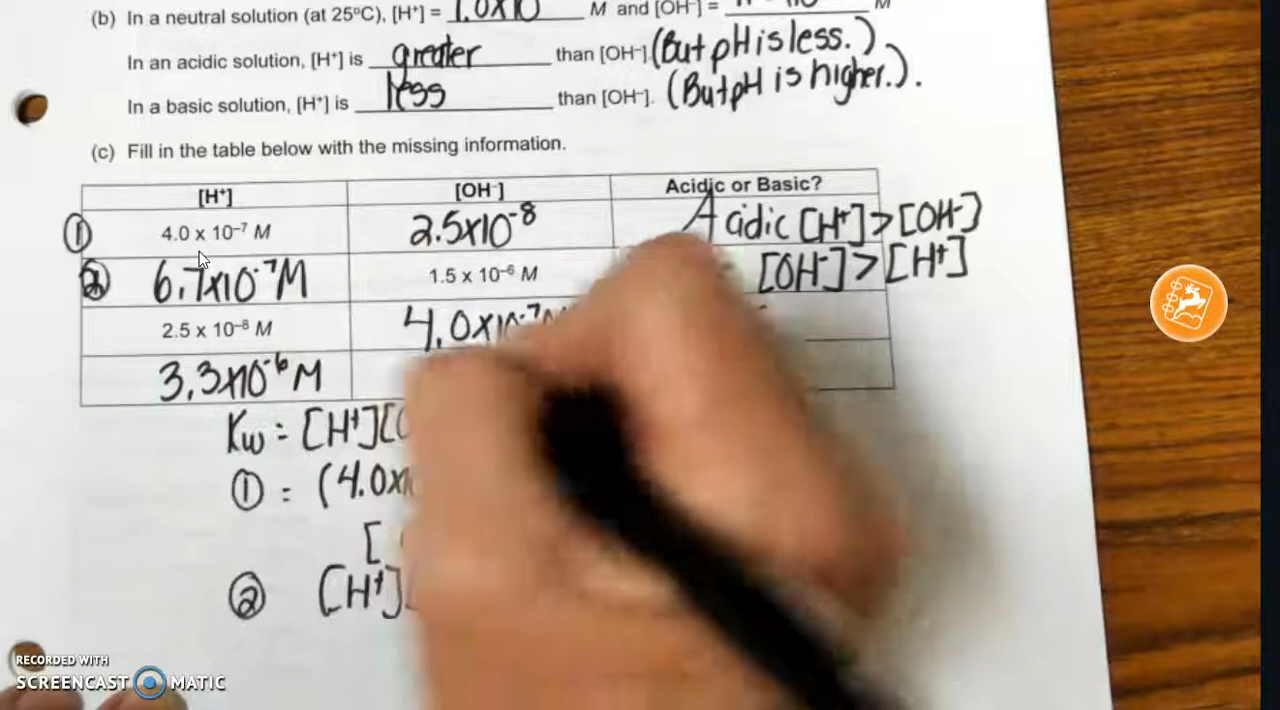 (b) In a neutral solution (at 25°C), [H⁺] = 1.0x10 M and [OH⁻] = M
In an acidic solution, [H⁺] is greater than [OH⁻]. (But pH is less.)
In a basic solution, [H⁺] is less than [OH⁻]. (But pH is higher.).
(c) Fill in the table below with the missing information.
[H⁺] [OH⁻] Acidic or Basic?
① 4.0 x 10⁻⁷ M 2.5x10⁻⁸ Acidic [H⁺]>[OH⁻]
② 6.7x10⁻⁷M 1.5 x 10⁻⁶ M [OH⁻]>[H⁺]
2.5 x 10⁻⁸ M 4.0x10⁻⁷
3.3x10⁻⁶ M
Kw = [H⁺][
① = (4.0x
[
② [H⁺]
RECORDED WITH
SCREENCAST MATIC